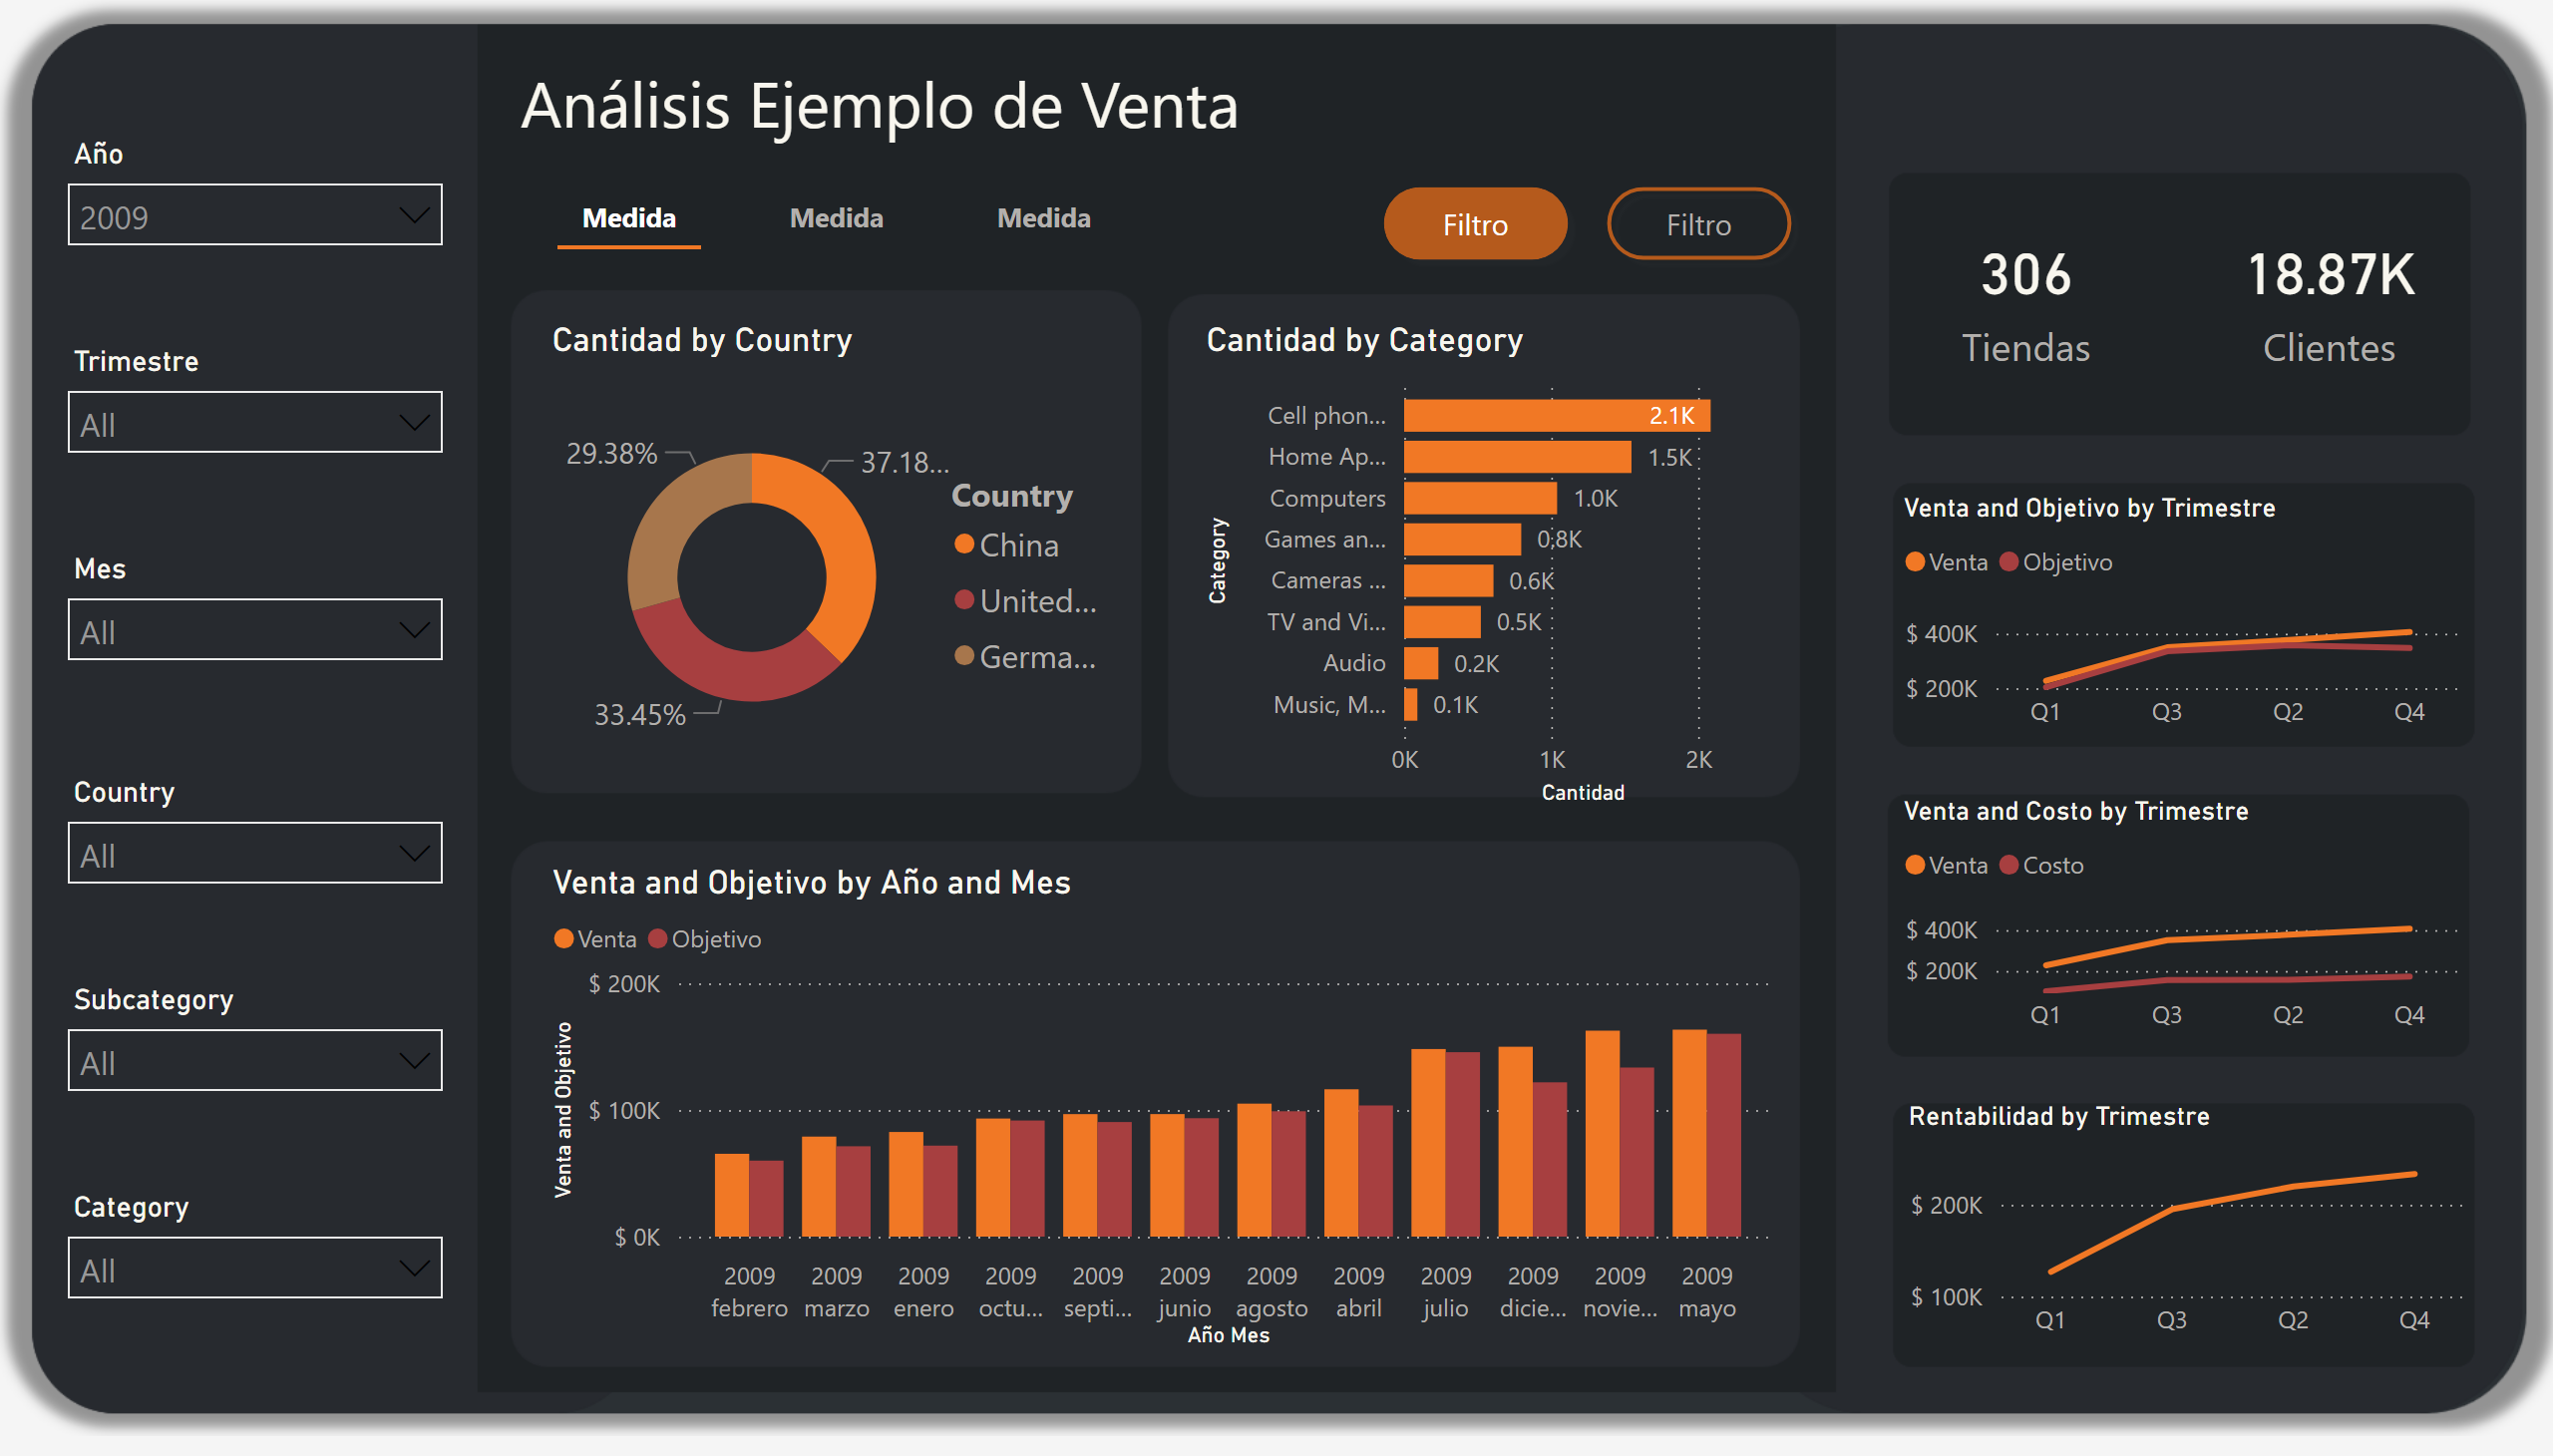 Análisis Ejemplo de Venta
Año
2009
Trimestre
All
Mes
All
Country
All
Subcategory
All
Category
All
Medida
Medida
Medida
Filtro
Filtro
Cantidad by Country
29.38%
37.18...
33.45%
Country
China
United...
Germa...
Cantidad by Category
Category
Cell phon...
2.1K
Home Ap...
1.5K
Computers
1.0K
Games an...
0.8K
Cameras ...
0.6K
TV and Vi...
0.5K
Audio
0.2K
Music, M...
0.1K
0K
1K
2K
Cantidad
Venta and Objetivo by Año and Mes
Venta
Objetivo
Venta and Objetivo
$ 200K
$ 100K
$ 0K
2009 febrero
2009 marzo
2009 enero
2009 octu...
2009 septi...
2009 junio
2009 agosto
2009 abril
2009 julio
2009 dicie...
2009 novie...
2009 mayo
Año Mes
306
Tiendas
18.87K
Clientes
Venta and Objetivo by Trimestre
Venta
Objetivo
$ 400K
$ 200K
Q1
Q3
Q2
Q4
Venta and Costo by Trimestre
Venta
Costo
$ 400K
$ 200K
Q1
Q3
Q2
Q4
Rentabilidad by Trimestre
$ 200K
$ 100K
Q1
Q3
Q2
Q4